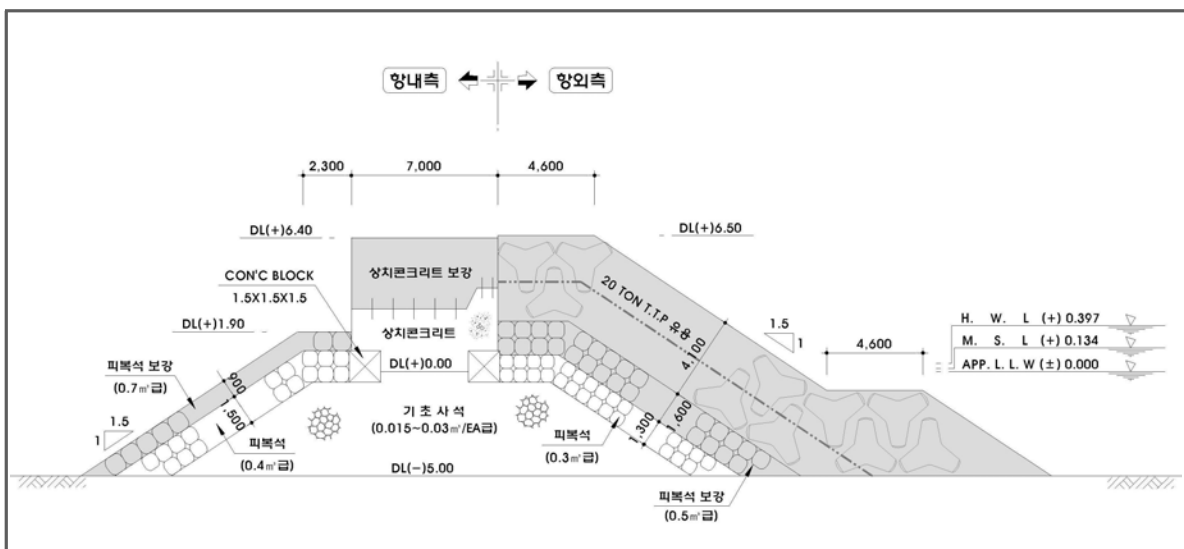 항내측
항외측
2,300
7,000
4,600
DL(+)6.40
DL(+)6.50
상치콘크리트 보강
CON'C BLOCK
1.5X1.5X1.5
20 TON T.T.P 유용
DL(+)1.90
상치콘크리트
1.5
1
4,600
H. W. L (+) 0.397
M. S. L (+) 0.134
APP. L. L. W (±) 0.000
DL(+)0.00
4,100
피복석 보강
(0.7㎥급)
900
1,500
기 초 사 석
(0.015~0.03㎥/EA급)
1,600
1,300
1.5
1
피복석
(0.4㎥급)
피복석
(0.3㎥급)
DL(-)5.00
피복석 보강
(0.5㎥급)